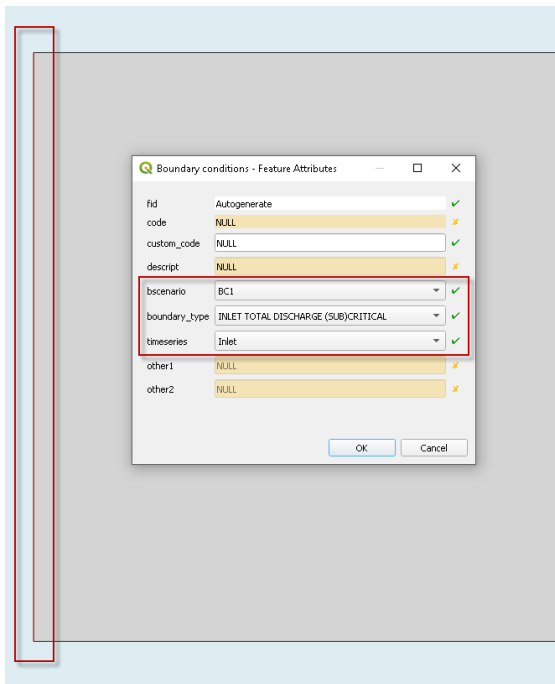 Boundary conditions - Feature Attributes
fid Autogenerate
code NULL
custom_code NULL
descript NULL
bscenario BC1
boundary_type INLET TOTAL DISCHARGE (SUB)CRITICAL
timeseries Inlet
other1 NULL
other2 NULL
OK Cancel